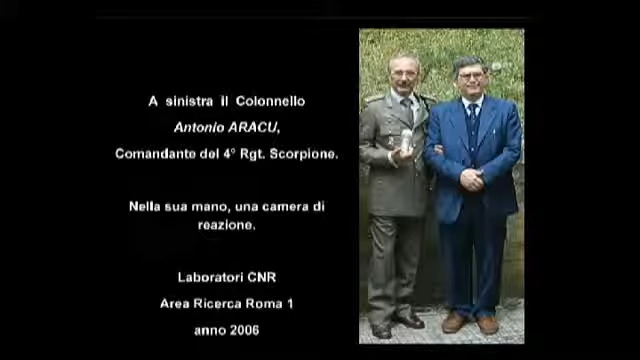 A sinistra il Colonnello
Antonio ARACU,
Comandante del 4° Rgt. Scorpione.
Nella sua mano, una camera di
reazione.
Laboratori CNR
Area Ricerca Roma 1
anno 2006